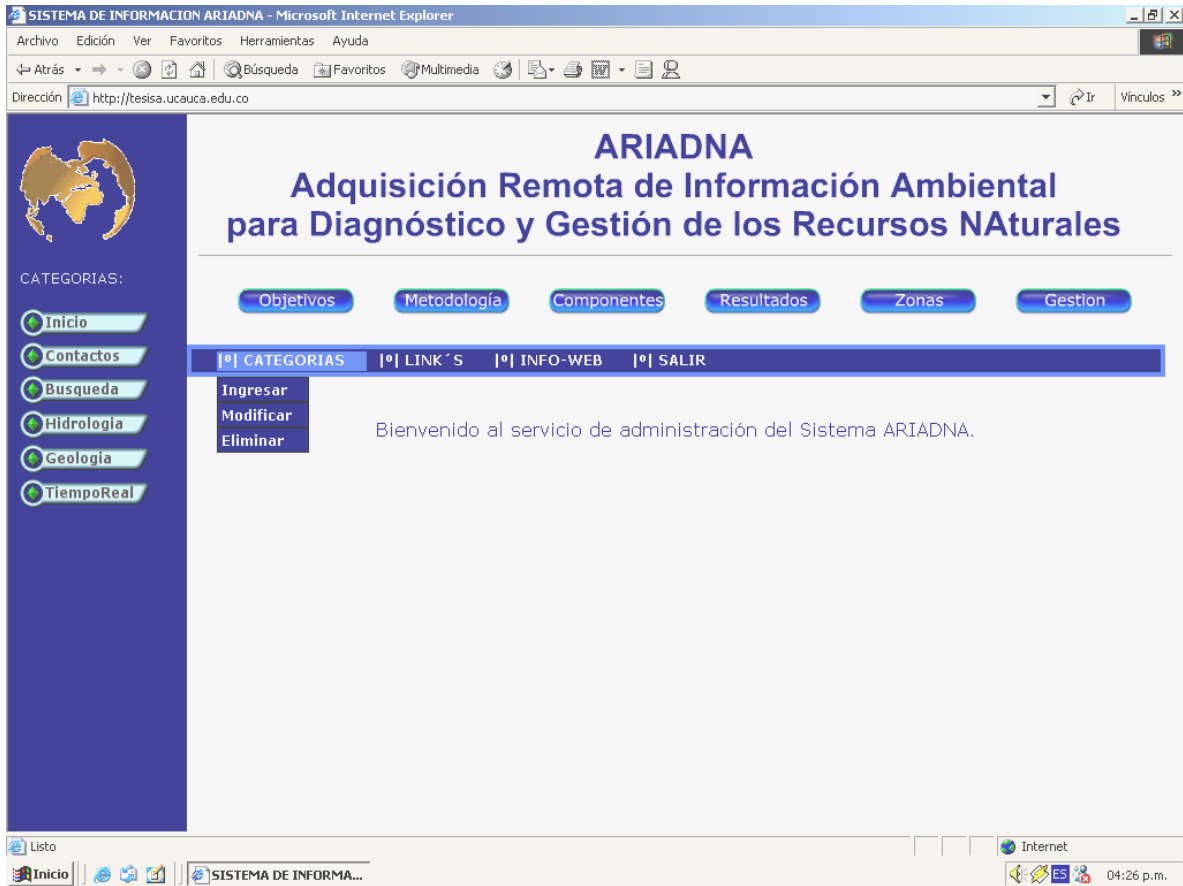 SISTEMA DE INFORMACION ARIADNA - Microsoft Internet Explorer
Archivo Edición Ver Favoritos Herramientas Ayuda
Atrás Búsqueda Favoritos Multimedia
Dirección http://tesisa.ucauca.edu.co Ir Vínculos »
ARIADNA
Adquisición Remota de Información Ambiental
para Diagnóstico y Gestión de los Recursos NAturales
CATEGORIAS:
Inicio
Contactos
Busqueda
Hidrologia
Geologia
TiempoReal
Objetivos Metodología Componentes Resultados Zonas Gestion
|º| CATEGORIAS |º| LINK´S |º| INFO-WEB |º| SALIR
Ingresar
Modificar
Eliminar
Bienvenido al servicio de administración del Sistema ARIADNA.
Listo Internet
Inicio SISTEMA DE INFORMA... ES 04:26 p.m.